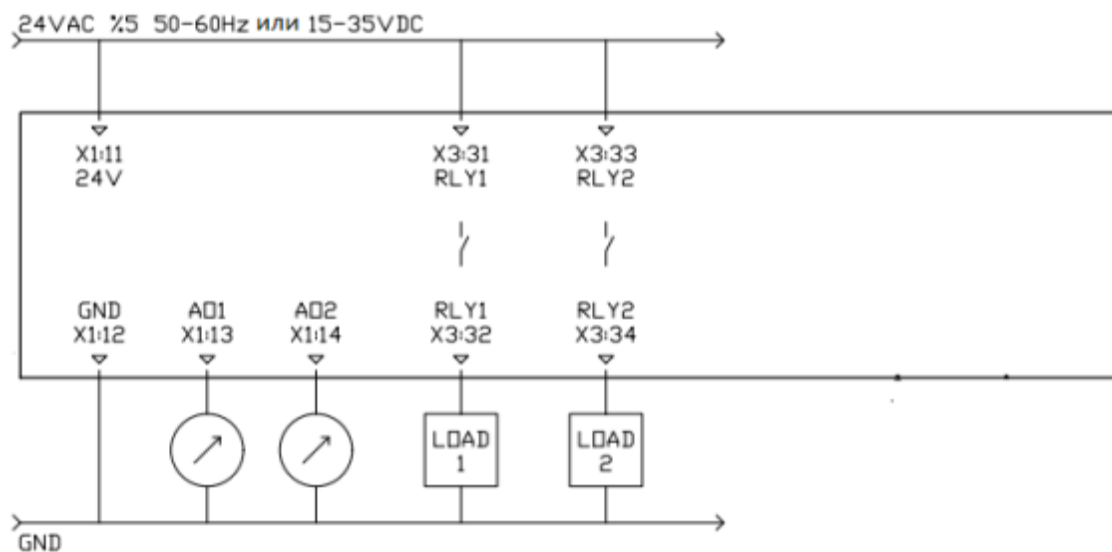 24VAC %5 50-60Hz или 15-35VDC
X1:11
24V
X3:31
RLY1
X3:33
RLY2
GND
X1:12
AO1
X1:13
AO2
X1:14
RLY1
X3:32
RLY2
X3:34
LOAD
1
LOAD
2
GND